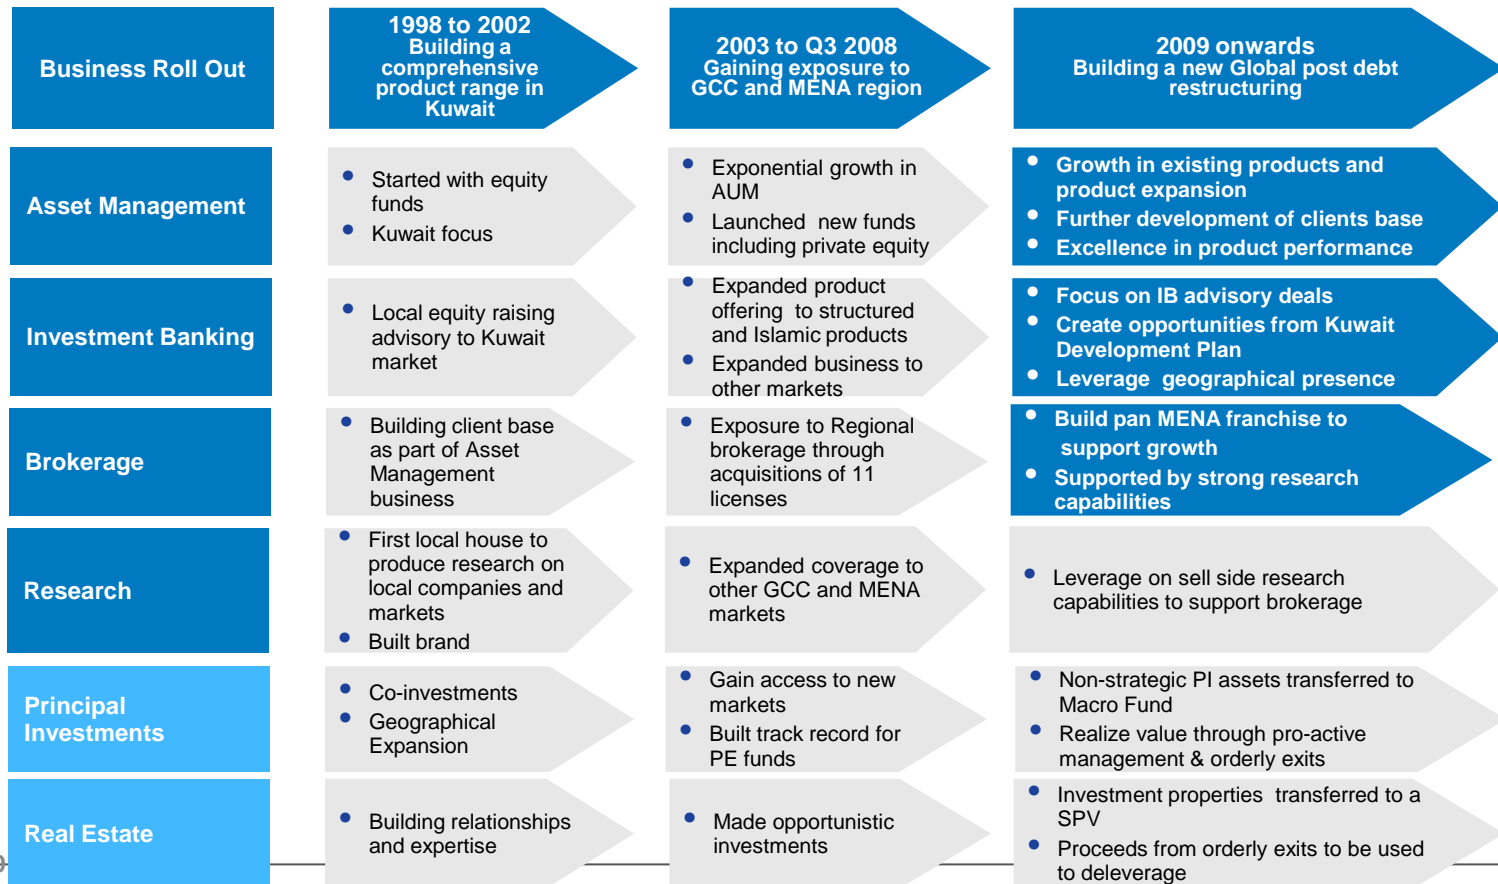 Business Roll Out
1998 to 2002
Building a
comprehensive
product range in
Kuwait
2003 to Q3 2008
Gaining exposure to
GCC and MENA region
2009 onwards
Building a new Global post debt
restructuring
Asset Management
• Started with equity
funds
• Kuwait focus
• Exponential growth in
AUM
• Launched new funds
including private equity
• Growth in existing products and
product expansion
• Further development of clients base
• Excellence in product performance
Investment Banking
• Local equity raising
advisory to Kuwait
market
• Expanded product
offering to structured
and Islamic products
• Expanded business to
other markets
• Focus on IB advisory deals
• Create opportunities from Kuwait
Development Plan
• Leverage geographical presence
Brokerage
• Building client base
as part of Asset
Management
business
• Exposure to Regional
brokerage through
acquisitions of 11
licenses
• Build pan MENA franchise to
support growth
• Supported by strong research
capabilities
Research
• First local house to
produce research on
local companies and
markets
• Built brand
• Expanded coverage to
other GCC and MENA
markets
• Leverage on sell side research
capabilities to support brokerage
Principal
Investments
• Co-investments
• Geographical
Expansion
• Gain access to new
markets
• Built track record for
PE funds
• Non-strategic PI assets transferred to
Macro Fund
• Realize value through pro-active
management & orderly exits
Real Estate
• Building relationships
and expertise
• Made opportunistic
investments
• Investment properties transferred to a
SPV
• Proceeds from orderly exits to be used
to deleverage